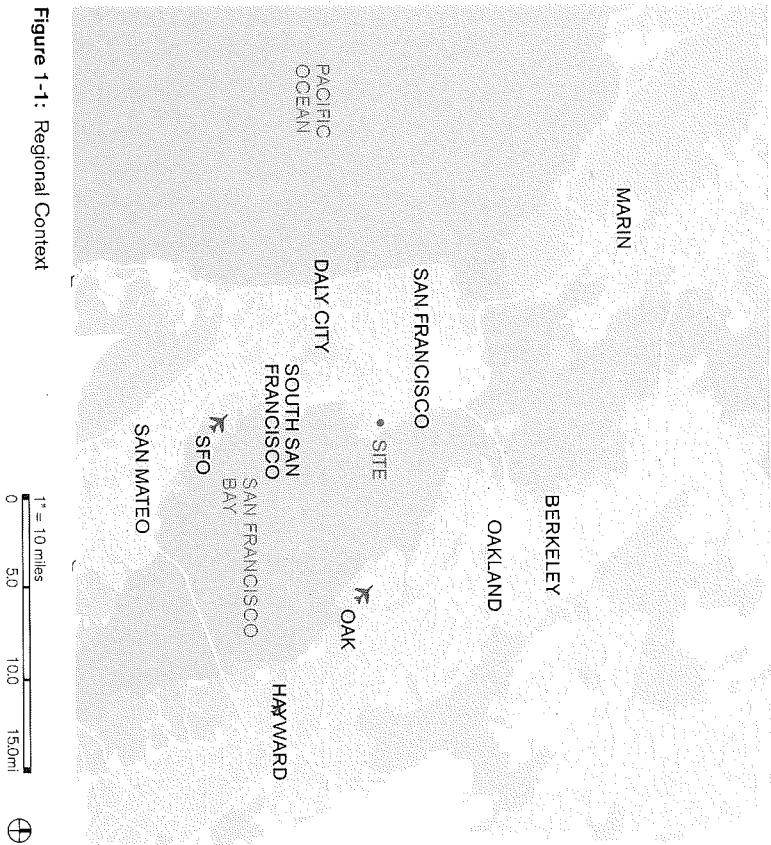 MARIN
BERKELEY
OAKLAND
SAN FRANCISCO
SITE
OAK
PACIFIC
OCEAN
DALY CITY
SOUTH SAN
FRANCISCO
HAYWARD
SAN FRANCISCO
BAY
SFO
SAN MATEO
1" = 10 miles
0 5.0 10.0 15.0mi
Figure 1-1: Regional Context